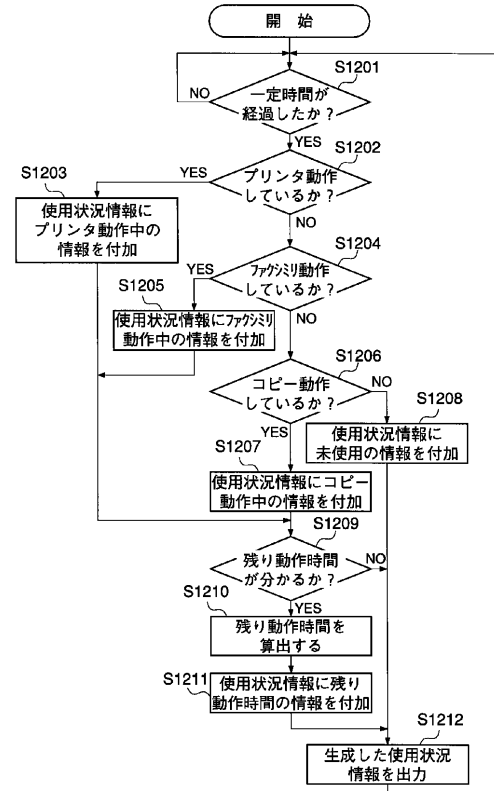 開 始
S1201
一定時間が
経過したか？
NO
YES
S1202
プリンタ動作
しているか？
YES
NO
S1203
使用状況情報に
プリンタ動作中の
情報を付加
S1204
ファクシミリ動作
しているか？
YES
NO
S1205
使用状況情報にファクシミリ
動作中の情報を付加
S1206
コピー動作
しているか？
NO
YES
S1208
使用状況情報に
未使用の情報を付加
S1207
使用状況情報にコピー
動作中の情報を付加
S1209
残り動作時間
が分かるか？
NO
YES
S1210
残り動作時間を
算出する
S1211
使用状況情報に残り
動作時間の情報を付加
S1212
生成した使用状況
情報を出力